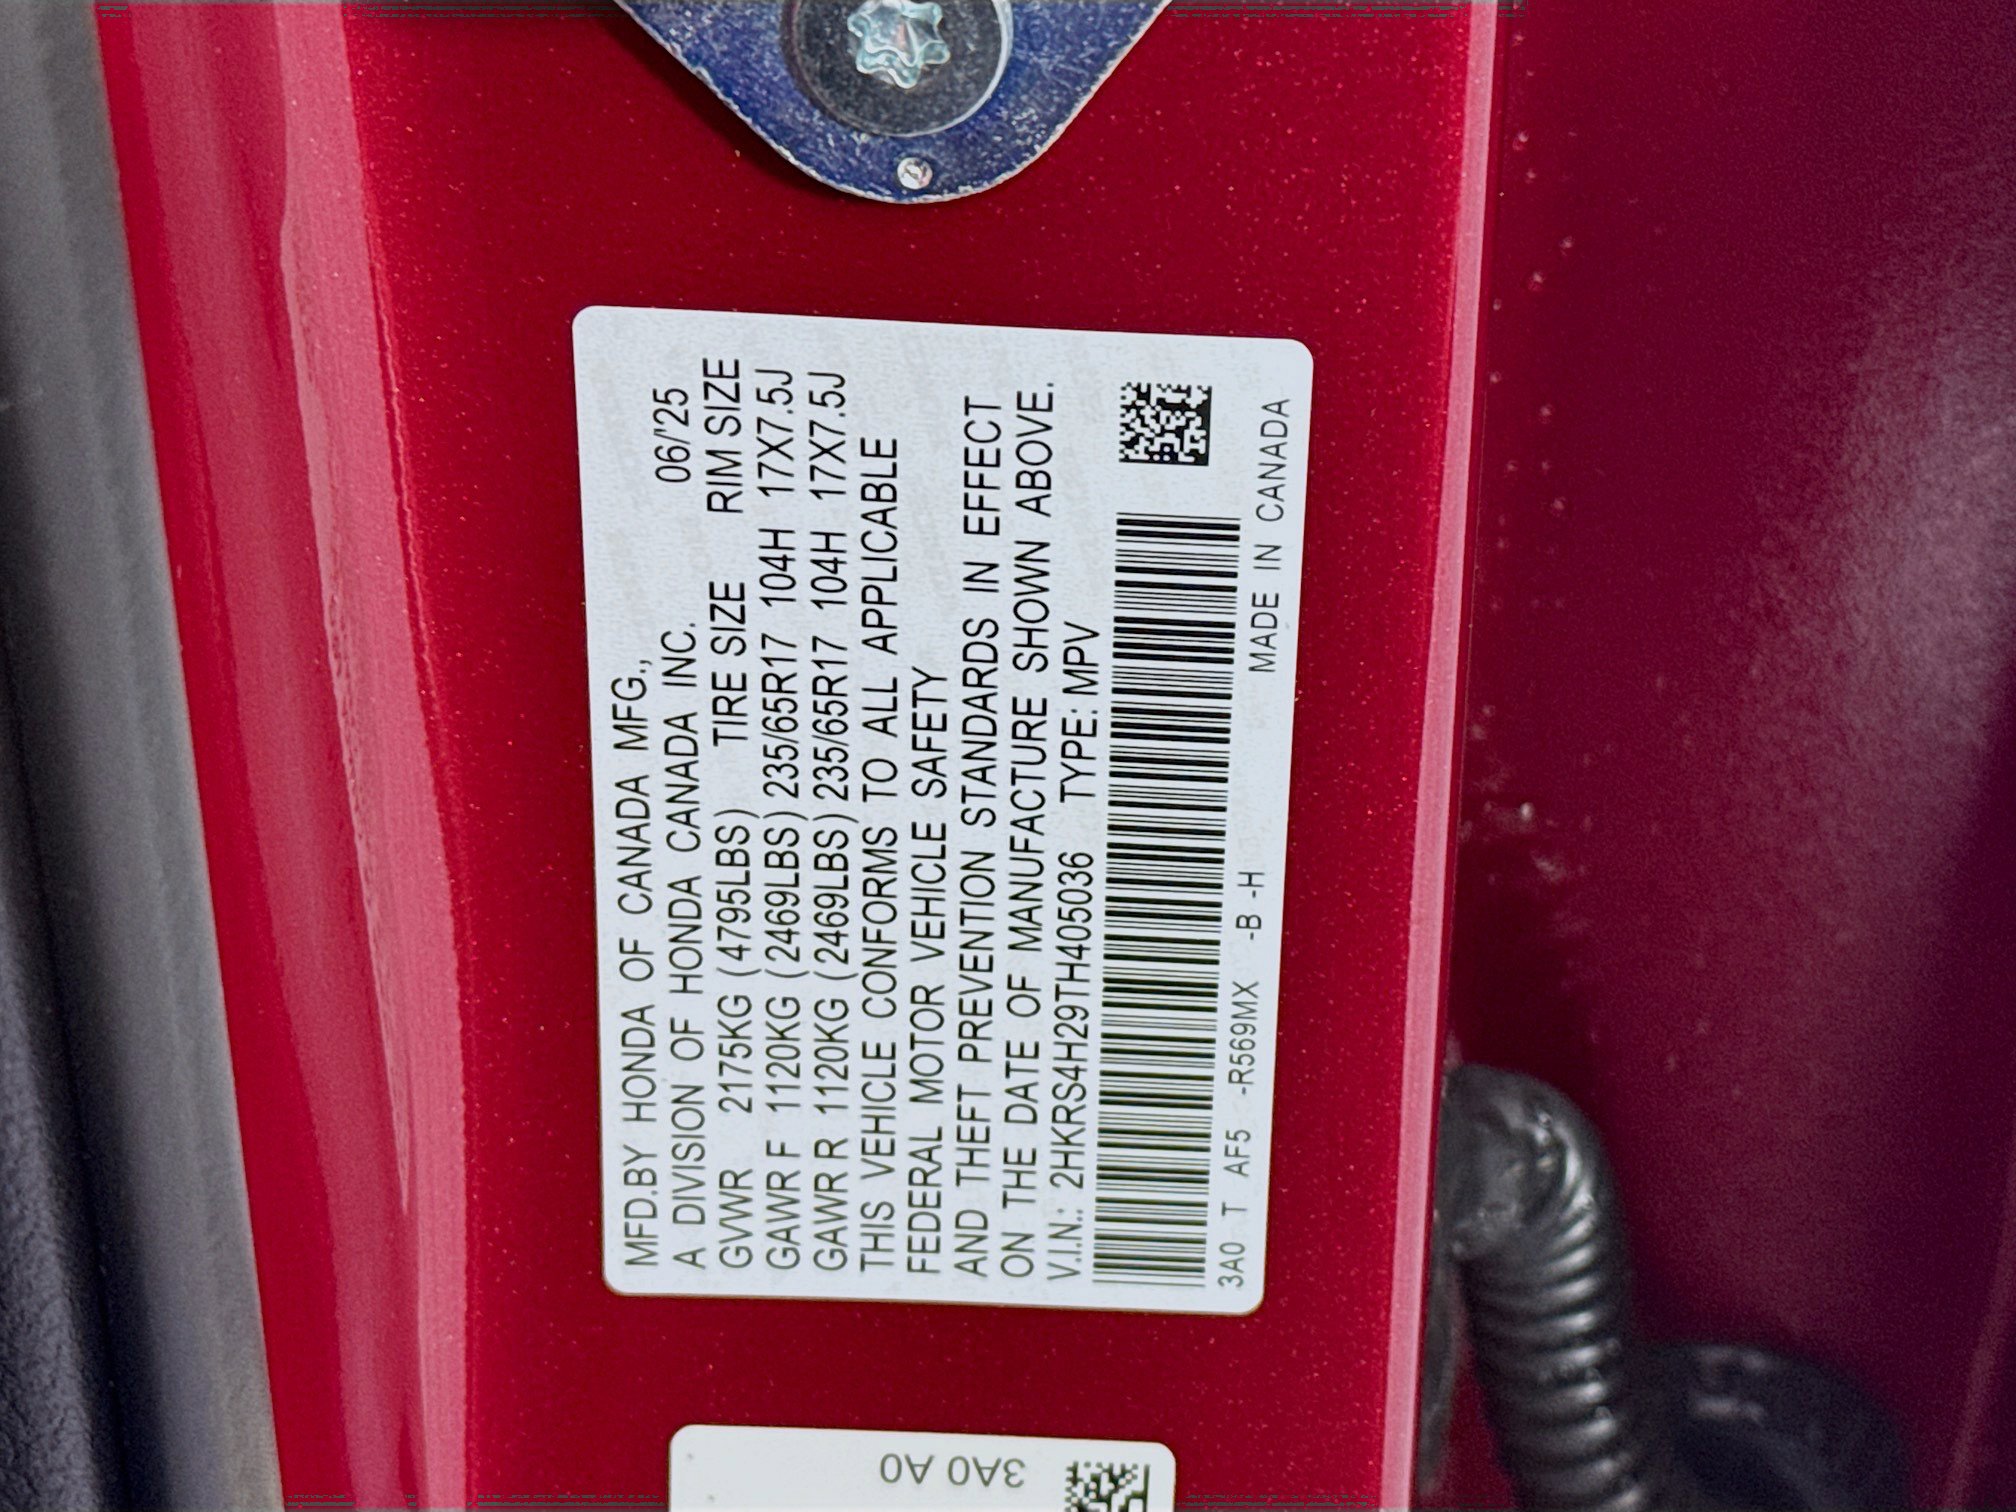 MFD.BY HONDA OF CANADA MFG.,
A DIVISION OF HONDA CANADA INC. 06/'25
GVWR 2175KG (4795LBS) TIRE SIZE RIM SIZE
GAWR F 1120KG (2469LBS) 235/65R17 104H 17X7.5J
GAWR R 1120KG (2469LBS) 235/65R17 104H 17X7.5J
THIS VEHICLE CONFORMS TO ALL APPLICABLE
FEDERAL MOTOR VEHICLE SAFETY
AND THEFT PREVENTION STANDARDS IN EFFECT
ON THE DATE OF MANUFACTURE SHOWN ABOVE.
V.I.N.: 2HKRS4H29TH405036 TYPE: MPV
3A0 T AF5 -R569MX -B -H MADE IN CANADA
3A0 A0